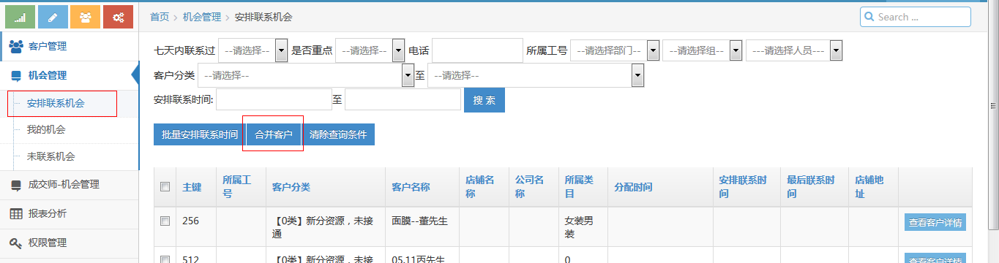 首页 > 机会管理 > 安排联系机会
Search ...
客户管理
机会管理
安排联系机会
我的机会
未联系机会
成交师-机会管理
报表分析
权限管理
七天内联系过 --请选择-- 是否重点 --请选择-- 电话 所属工号 --请选择部门-- --请选择组-- ---请选择人员---
客户分类 --请选择-- 至 --请选择--
安排联系时间: 至 搜 索
批量安排联系时间 合并客户 清除查询条件
主键 所属工号 客户分类 客户名称 店铺名称 公司名称 所属类目 分配时间 安排联系时间 最后联系时间 店铺地址
256 【0类】新分资源，未接通 面膜--董先生 女装男装 查看客户详情
512 【0类】新分资源，未接 05.11丙先生 0 查看客户详情